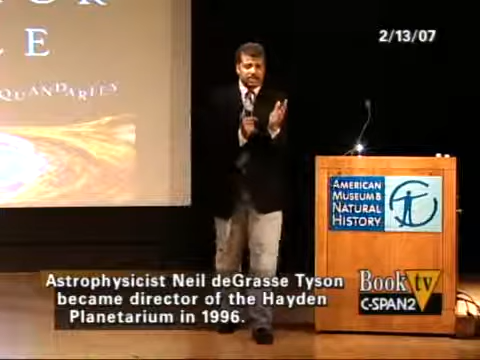 2/13/07
E
QUANDARIES
AMERICAN
MUSEUM &
NATURAL
HISTORY
Astrophysicist Neil deGrasse Tyson
became director of the Hayden
Planetarium in 1996.
Book tv
C-SPAN2